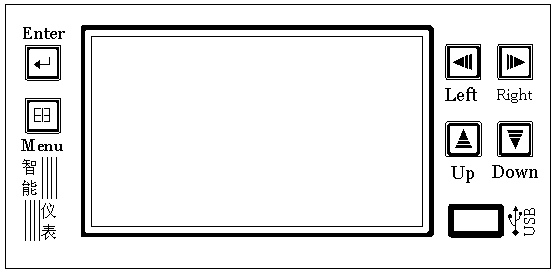 Enter
Menu
智
能
仪
表
Left
Right
Up
Down
USB